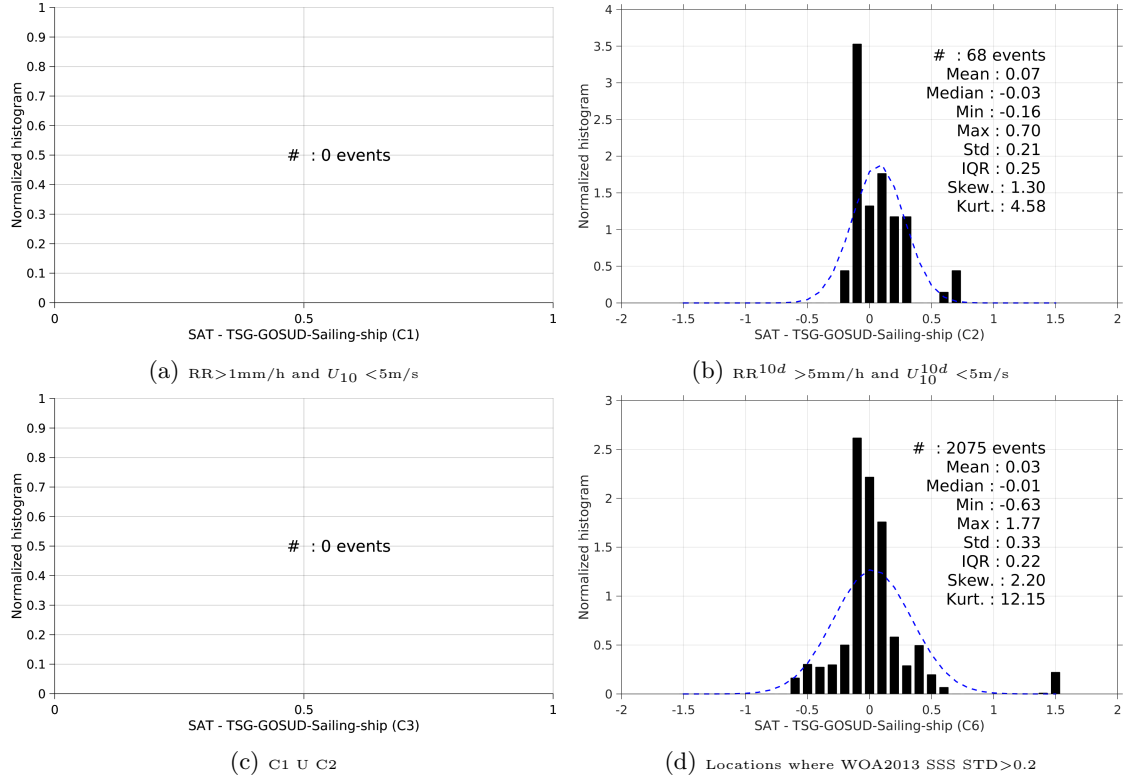 1
0.9
0.8
0.7
0.6
0.5
0.4
0.3
0.2
0.1
0
Normalized histogram
# : 0 events
0 0.5 1
SAT - TSG-GOSUD-Sailing-ship (C1)
(a) RR>1mm/h and U10 <5m/s
4
3.5
3
2.5
2
1.5
1
0.5
0
Normalized histogram
# : 68 events
Mean : 0.07
Median : -0.03
Min : -0.16
Max : 0.70
Std : 0.21
IQR : 0.25
Skew. : 1.30
Kurt. : 4.58
-2 -1.5 -1 -0.5 0 0.5 1 1.5 2
SAT - TSG-GOSUD-Sailing-ship (C2)
(b) RR10d >5mm/h and U10d10 <5m/s
1
0.9
0.8
0.7
0.6
0.5
0.4
0.3
0.2
0.1
0
Normalized histogram
# : 0 events
0 0.5 1
SAT - TSG-GOSUD-Sailing-ship (C3)
(c) C1 U C2
3
2.5
2
1.5
1
0.5
0
Normalized histogram
# : 2075 events
Mean : 0.03
Median : -0.01
Min : -0.63
Max : 1.77
Std : 0.33
IQR : 0.22
Skew. : 2.20
Kurt. : 12.15
-2 -1.5 -1 -0.5 0 0.5 1 1.5 2
SAT - TSG-GOSUD-Sailing-ship (C6)
(d) Locations where WOA2013 SSS STD>0.2